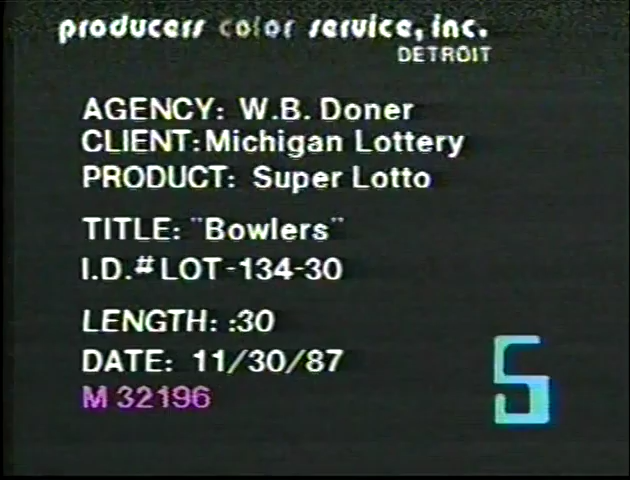 producers color service, inc.
DETROIT
AGENCY: W.B. Doner
CLIENT: Michigan Lottery
PRODUCT: Super Lotto
TITLE: "Bowlers"
I.D.# LOT-134-30
LENGTH: :30
DATE: 11/30/87
M 32196
5